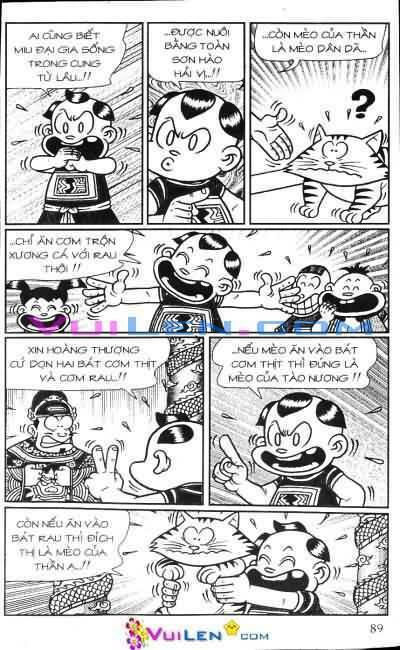 AI CŨNG BIẾT
MIU ĐẠI GIA SỐNG
TRONG CUNG
TỪ LÂU..!!
..ĐƯỢC NUÔI
BẰNG TOÀN
SƠN HÀO
HẢI VỊ...!!
..CÒN MÈO CỦA THẦN
LÀ MÈO DÂN DÃ..
?
..CHỈ ĂN CƠM TRỘN
XƯƠNG CÁ VỚI RAU
THÔI !!
VUILEN.COM
XIN HOÀNG THƯỢNG
CỨ DỌN HAI BÁT CƠM THỊT
VÀ CƠM RAU..!!
..NẾU MÈO ĂN VÀO BÁT
CƠM THỊT THÌ ĐÚNG LÀ
MÈO CỦA TÀO NƯƠNG !!
CÒN NẾU ĂN VÀO
BÁT RAU THÌ ĐÍCH
THỊ LÀ MÈO CỦA
THẦN A..!!
89
VUILEN.COM